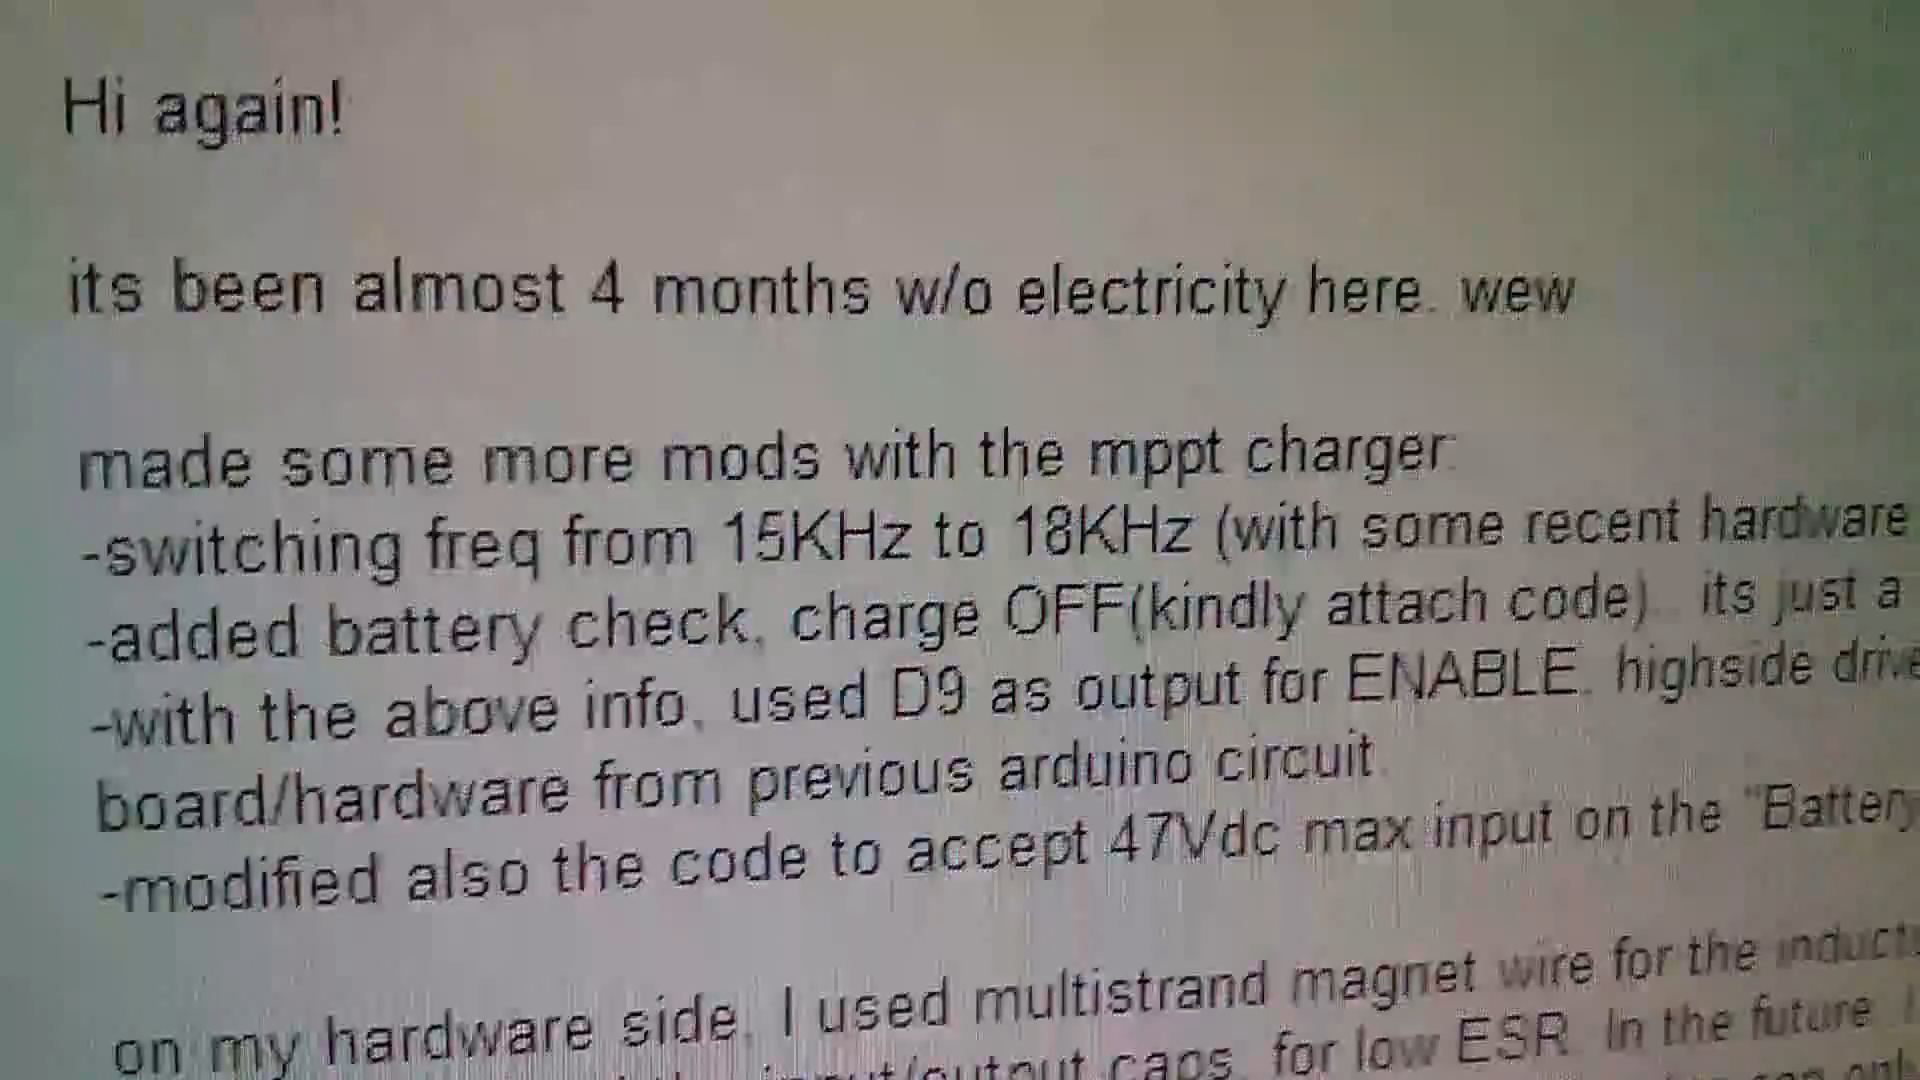 Hi again!
its been almost 4 months w/o electricity here. wew
made some more mods with the mppt charger:
-switching freq from 15KHz to 18KHz (with some recent hardware
-added battery check, charge OFF(kindly attach code).. its just a
-with the above info, used D9 as output for ENABLE. highside
board/hardware from previous arduino circuit.
-modified also the code to accept 47Vdc max input on the "Battery
on my hardware side, I used multistrand magnet wire for the
input/output caps, for low ESR. In the future I